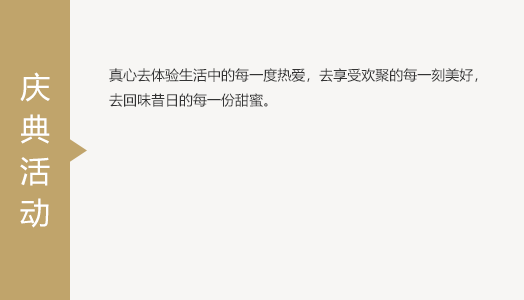 庆典活动
真心去体验生活中的每一度热爱，去享受欢聚的每一刻美好，
去回味昔日的每一份甜蜜。